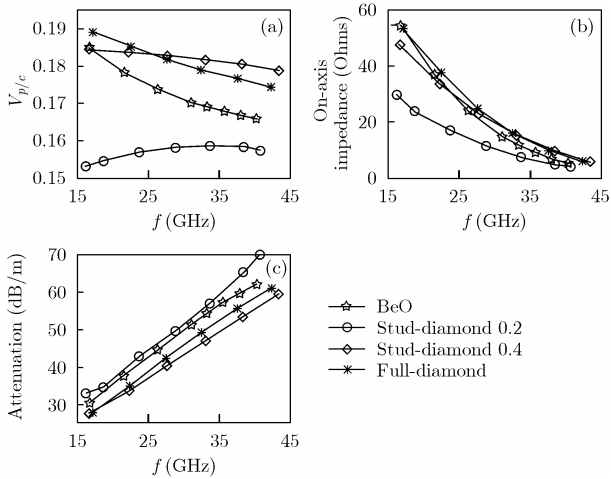 0.19
0.18
0.17
0.16
0.15
Vp/c
(a)
15
25
35
45
f (GHz)
60
40
20
0
On-axis
impedance (Ohms)
(b)
15
25
35
45
f (GHz)
70
60
50
40
30
Attenuation (dB/m)
(c)
15
25
35
45
f (GHz)
BeO
Stud-diamond 0.2
Stud-diamond 0.4
Full-diamond